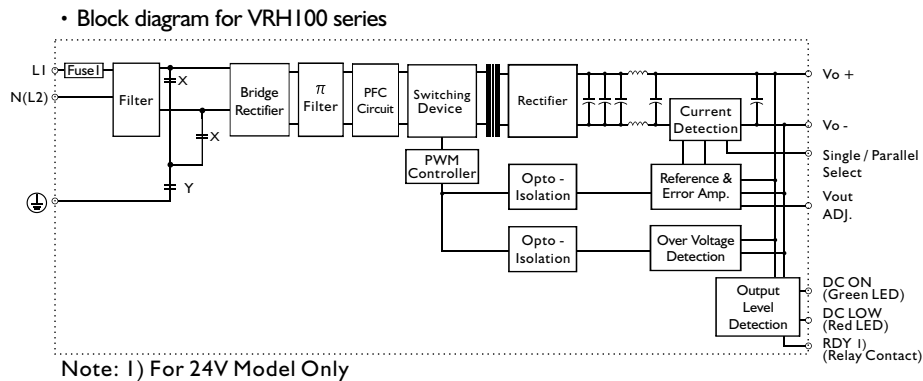 • Block diagram for VRH100 series
L1
Fuse1
N(L2)
Filter
X
X
Y
Bridge
Rectifier
π
Filter
PFC
Circuit
Switching
Device
PWM
Controller
Rectifier
Current
Detection
Opto -
Isolation
Reference &
Error Amp.
Opto -
Isolation
Over Voltage
Detection
Output
Level
Detection
Vo +
Vo -
Single / Parallel
Select
Vout
ADJ.
DC ON
(Green LED)
DC LOW
(Red LED)
RDY 1)
(Relay Contact)
Note: 1) For 24V Model Only